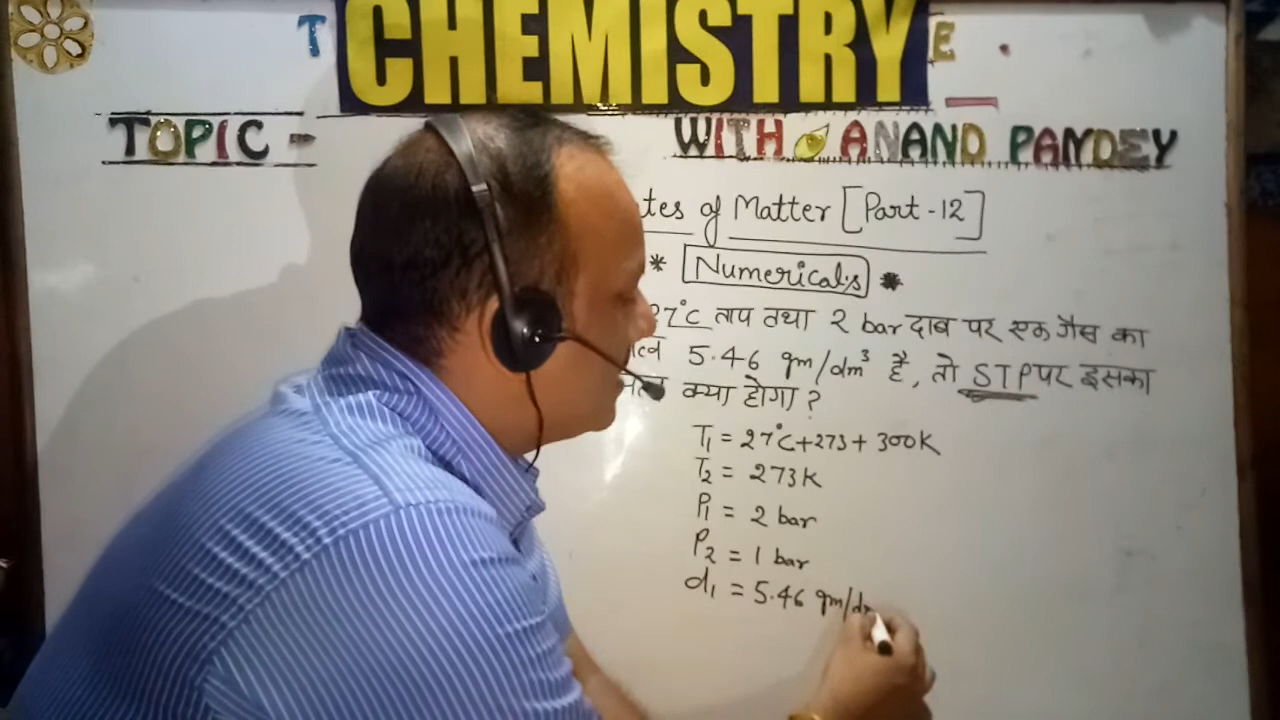 T CHEMISTRY E .
TOPIC - WITH ANAND PANDEY
of Matter [Part-12]
* Numericals *
27°C ताप तथा 2 bar दाब पर एक गैस का
5.46 gm/dm³ है, तो STP पर इसका
क्या होगा ?
T₁ = 27°C+273+ 300K
T₂ = 273K
P₁ = 2 bar
P₂ = 1 bar
d₁ = 5.46 gm/d